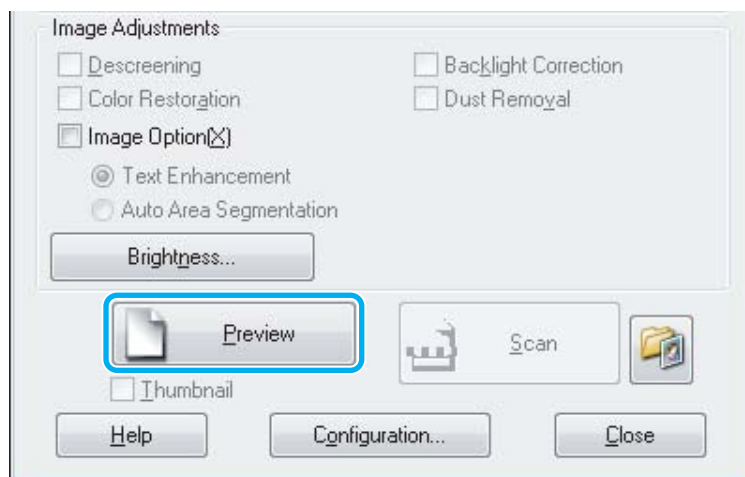 Image Adjustments
Descreening
Backlight Correction
Color Restoration
Dust Removal
Image Option(X)
Text Enhancement
Auto Area Segmentation
Brightness...
Preview
Scan
Thumbnail
Help
Configuration...
Close